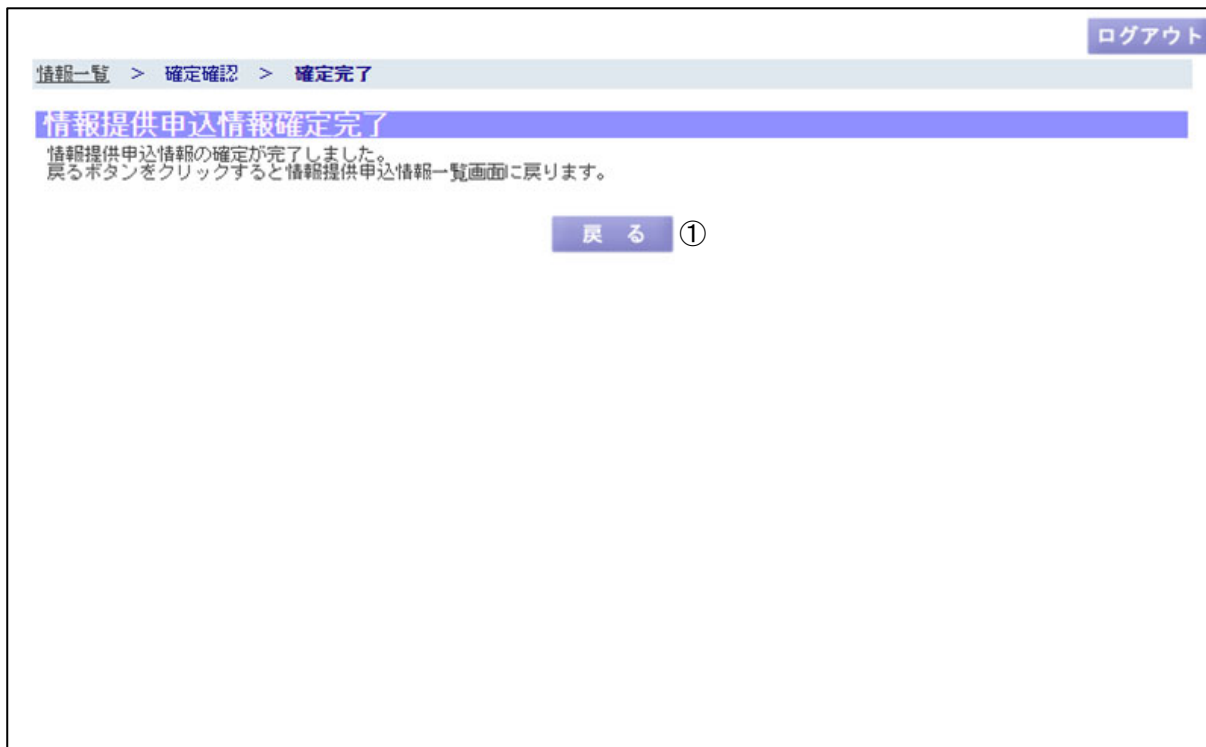 ログアウト
情報一覧 > 確定確認 > 確定完了
情報提供申込情報確定完了
情報提供申込情報の確定が完了しました。
戻るボタンをクリックすると情報提供申込情報一覧画面に戻ります。
戻 る ①